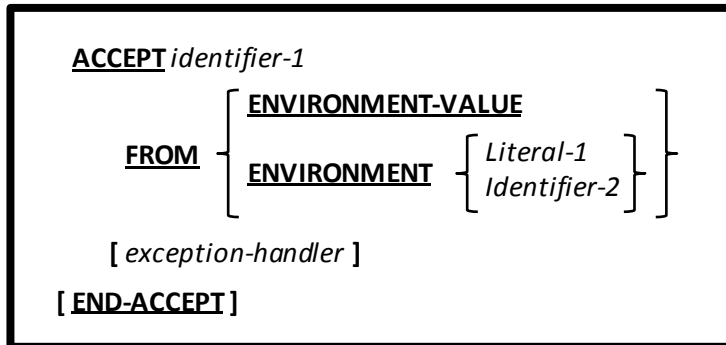 ACCEPT identifier-1
ENVIRONMENT-VALUE
FROM
ENVIRONMENT
Literal-1
Identifier-2
[ exception-handler ]
[ END-ACCEPT ]